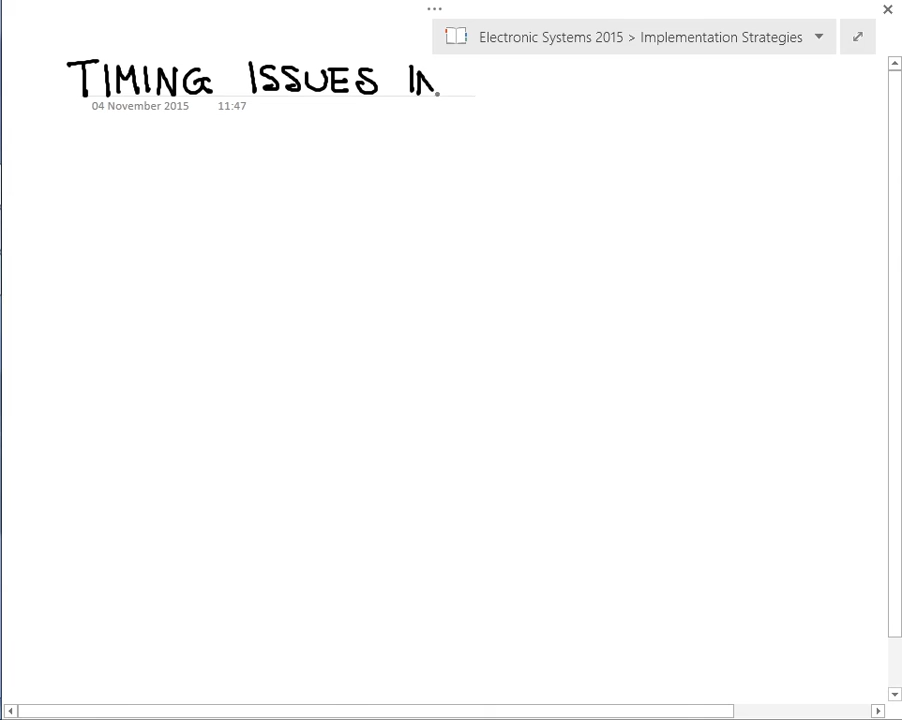 Electronic Systems 2015 > Implementation Strategies
TIMING ISSUES IN
04 November 2015 11:47